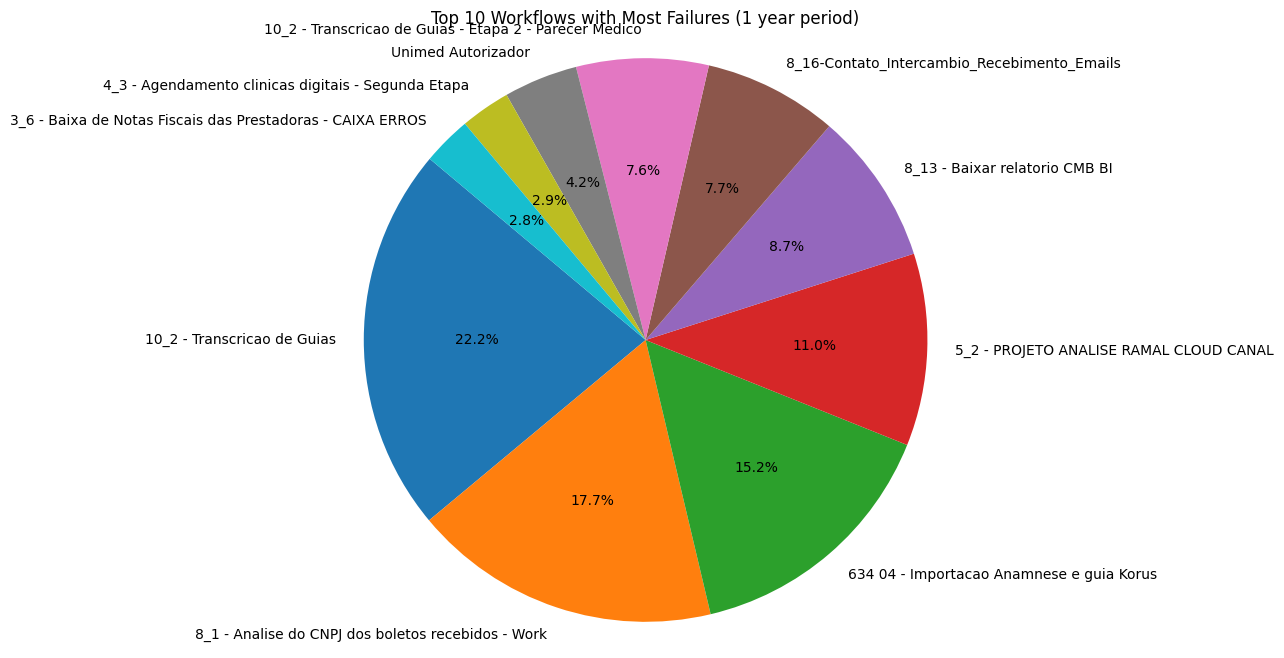 Top 10 Workflows with Most Failures (1 year period)
10_2 - Transcricao de Guias - Etapa 2 - Parecer Medico
Unimed Autorizador
4_3 - Agendamento clinicas digitais - Segunda Etapa
3_6 - Baixa de Notas Fiscais das Prestadoras - CAIXA ERROS
8_16-Contato_Intercambio_Recebimento_Emails
8_13 - Baixar relatorio CMB BI
10_2 - Transcricao de Guias
5_2 - PROJETO ANALISE RAMAL CLOUD CANAL
634 04 - Importacao Anamnese e guia Korus
8_1 - Analise do CNPJ dos boletos recebidos - Work
7.6%
4.2%
7.7%
2.9%
2.8%
8.7%
22.2%
11.0%
15.2%
17.7%